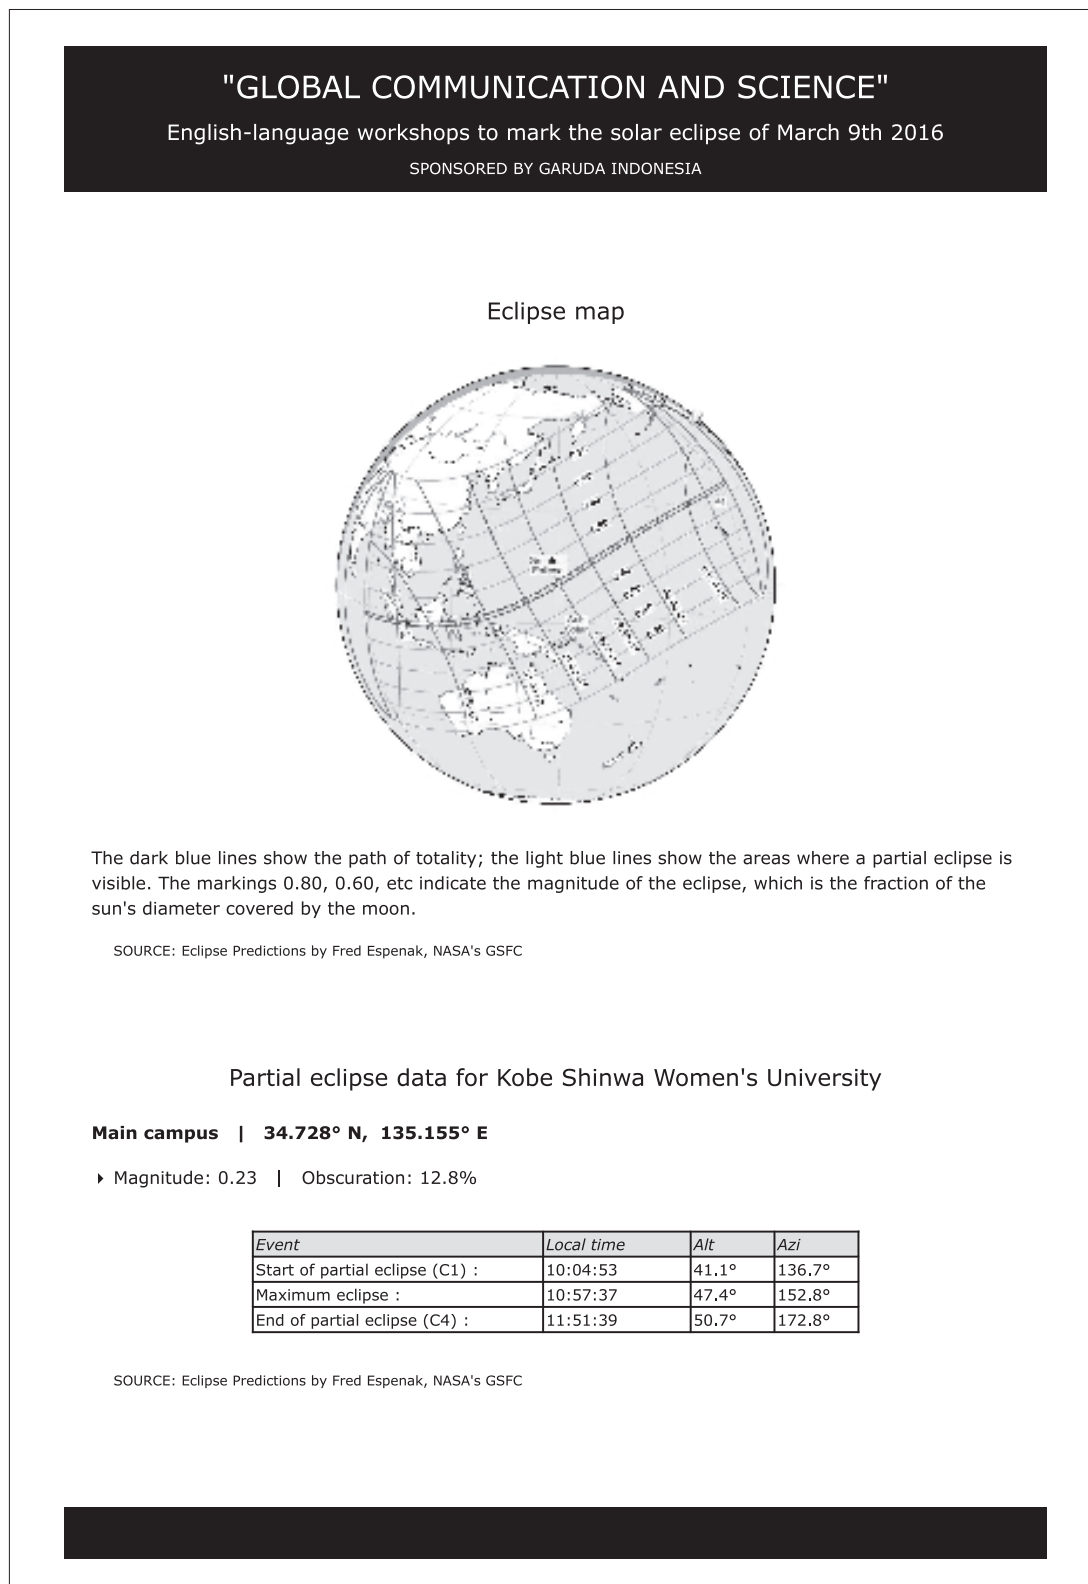 "GLOBAL COMMUNICATION AND SCIENCE"
English-language workshops to mark the solar eclipse of March 9th 2016
SPONSORED BY GARUDA INDONESIA
Eclipse map
The dark blue lines show the path of totality; the light blue lines show the areas where a partial eclipse is
visible. The markings 0.80, 0.60, etc indicate the magnitude of the eclipse, which is the fraction of the
sun's diameter covered by the moon.
SOURCE: Eclipse Predictions by Fred Espenak, NASA's GSFC
Partial eclipse data for Kobe Shinwa Women's University
Main campus | 34.728° N, 135.155° E
Magnitude: 0.23 | Obscuration: 12.8%
Event Local time Alt Azi
Start of partial eclipse (C1) : 10:04:53 41.1° 136.7°
Maximum eclipse : 10:57:37 47.4° 152.8°
End of partial eclipse (C4) : 11:51:39 50.7° 172.8°
SOURCE: Eclipse Predictions by Fred Espenak, NASA's GSFC